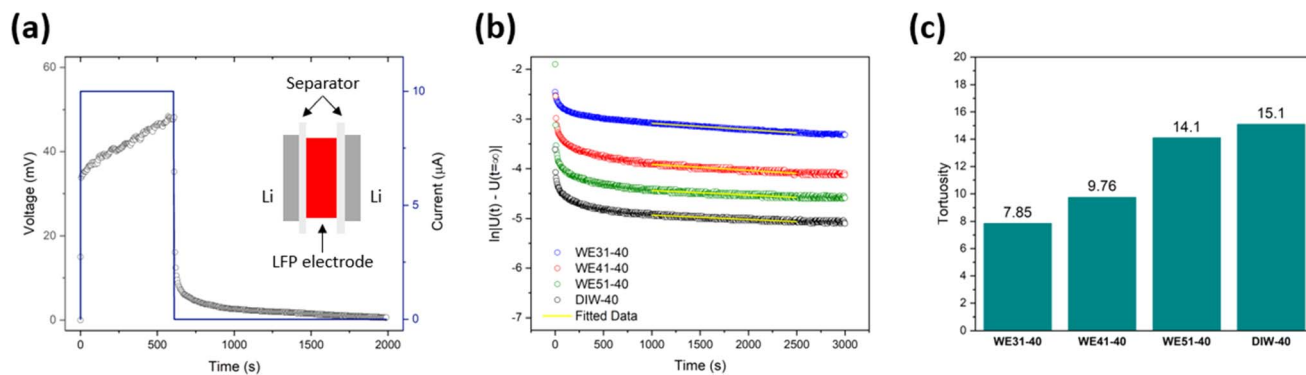 (a)
60
40
20
0
Voltage (mV)
0
500
1000
1500
2000
Time (s)
10
5
0
Current (μA)
Separator
Li
Li
LFP electrode
(b)
-2
-3
-4
-5
-6
-7
ln|U(t) - U(t=∞)|
WE31-40
WE41-40
WE51-40
DIW-40
Fitted Data
0
500
1000
1500
2000
2500
3000
Time (s)
(c)
20
18
16
14
12
10
8
6
4
2
0
Tortuosity
7.85
9.76
14.1
15.1
WE31-40
WE41-40
WE51-40
DIW-40